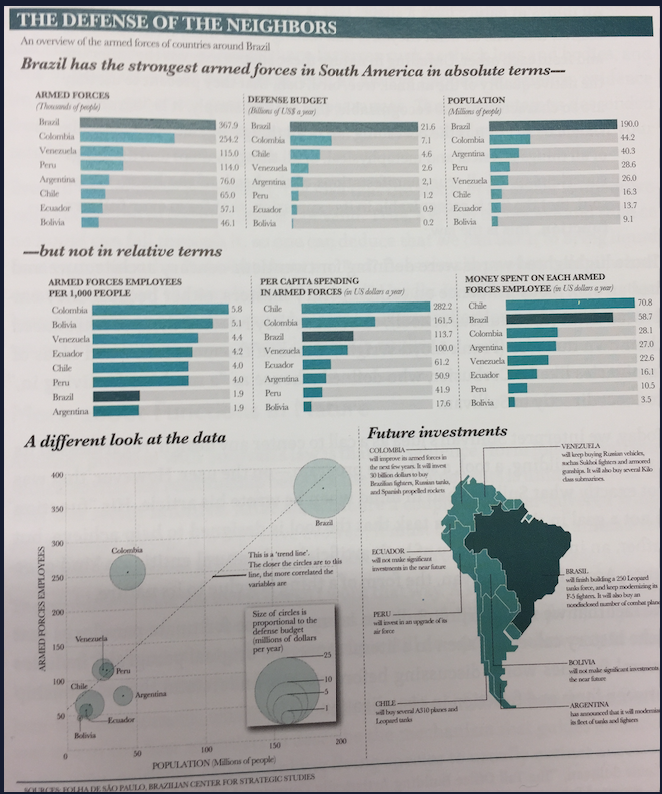 THE DEFENSE OF THE NEIGHBORS
An overview of the armed forces of countries around Brazil
Brazil has the strongest armed forces in South America in absolute terms—
ARMED FORCES
(Thousands of people)
Brazil 367.9
Colombia 254.2
Venezuela 115.0
Peru 114.0
Argentina 76.0
Chile 65.0
Ecuador 57.1
Bolivia 46.1
DEFENSE BUDGET
(Billions of US$ a year)
Brazil 21.6
Colombia 7.1
Chile 4.6
Venezuela 2.6
Argentina 2.1
Peru 1.2
Ecuador 0.9
Bolivia 0.2
POPULATION
(Millions of people)
Brazil 190.0
Colombia 44.2
Argentina 40.3
Peru 28.6
Venezuela 26.0
Chile 16.3
Ecuador 13.7
Bolivia 9.1
—but not in relative terms
ARMED FORCES EMPLOYEES
PER 1,000 PEOPLE
Colombia 5.8
Bolivia 5.1
Venezuela 4.4
Ecuador 4.2
Chile 4.0
Peru 4.0
Brazil 1.9
Argentina 1.9
PER CAPITA SPENDING
IN ARMED FORCES (in US dollars a year)
Chile 282.2
Colombia 161.5
Brazil 113.7
Venezuela 100.0
Ecuador 61.2
Argentina 50.9
Peru 41.9
Bolivia 17.6
MONEY SPENT ON EACH ARMED
FORCES EMPLOYEE (in US dollars a year)
Chile 70.8
Brazil 58.7
Colombia 28.1
Argentina 27.0
Venezuela 22.6
Ecuador 16.1
Peru 10.5
Bolivia 3.5
A different look at the data
ARMED FORCES EMPLOYEES
400
350
300
250
200
150
100
50
0
50
100
150
200
POPULATION (Millions of people)
Brazil
Colombia
Venezuela
Peru
Chile
Argentina
Ecuador
Bolivia
This is a 'trend line'.
The closer the circles are to this
line, the more correlated the
variables are
Size of circles is
proportional to the
defense budget
(millions of dollars
per year)
25
10
5
1
Future investments
COLOMBIA
will improve its armed forces in
the next few years. It will invest
50 billion dollars to buy
Brazilian fighters, Russian tanks,
and Spanish propelled rockets
VENEZUELA
will keep buying Russian vehicles,
Sukhoi fighters and armored
gunships. It will also buy several Kilo
class submarines.
ECUADOR
will not make significant
investments in the near future
BRASIL
will finish building a 250 Leopard
tanks force, and keep modernizing its
F-5 fighters. It will also buy an
nondisclosed number of combat
PERU
will invest in an upgrade of its
air force
BOLIVIA
will not make significant investments
the near future
CHILE
will buy several A310 planes and
Leopard tanks
ARGENTINA
has announced that it will
its fleet of tanks and fighters
SOURCES: FOLHA DE SÃO PAULO, BRAZILIAN CENTER FOR STRATEGIC STUDIES